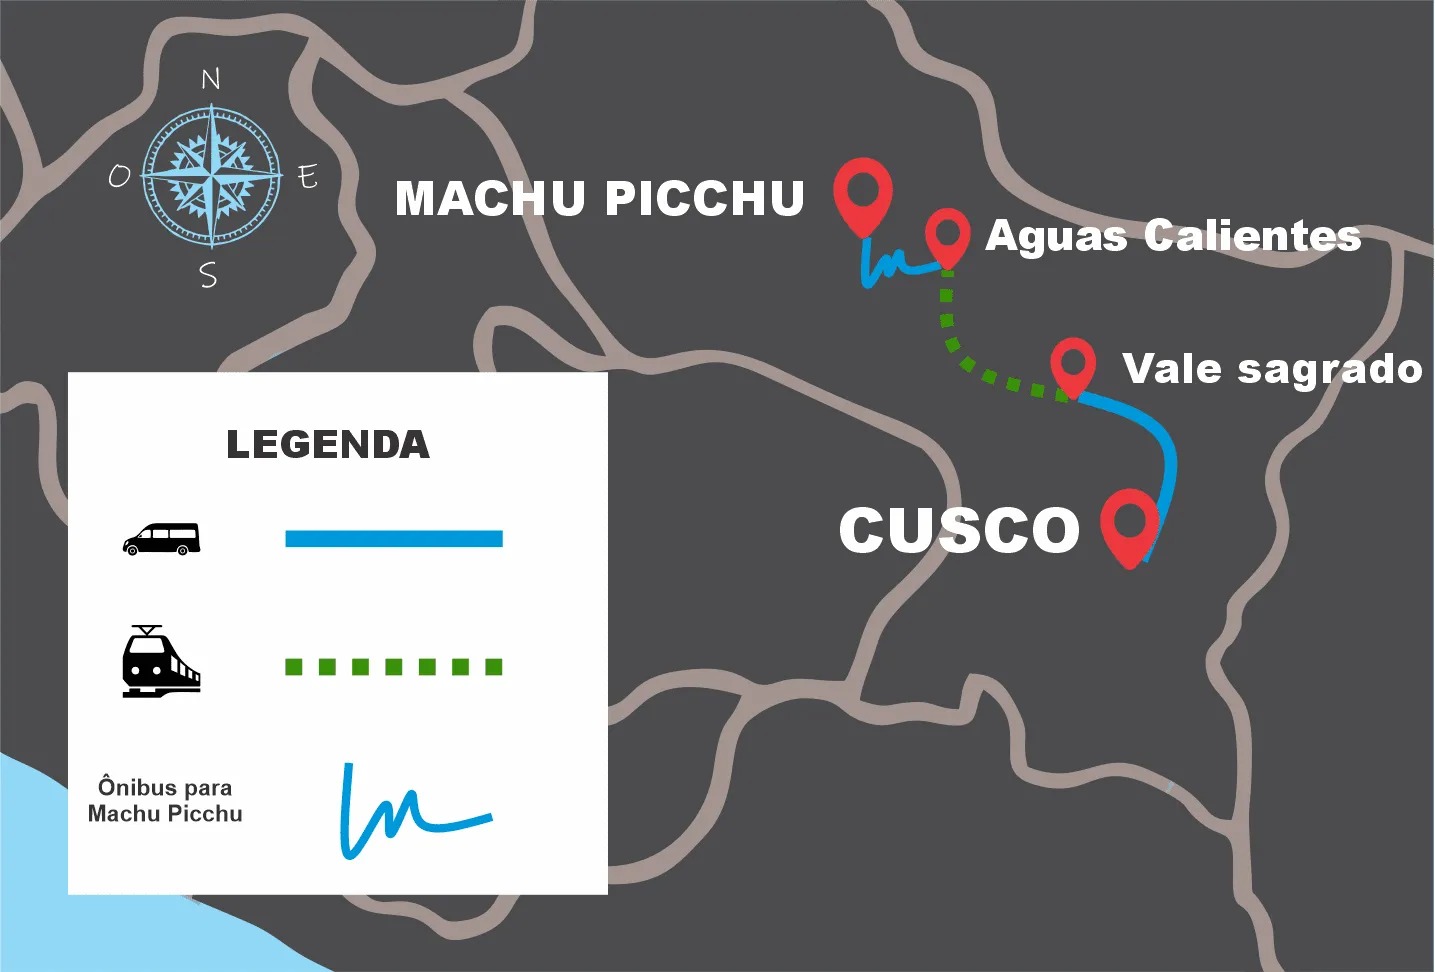 N
O
E
S
MACHU PICCHU
Aguas Calientes
Vale sagrado
CUSCO
LEGENDA
Ônibus para
Machu Picchu